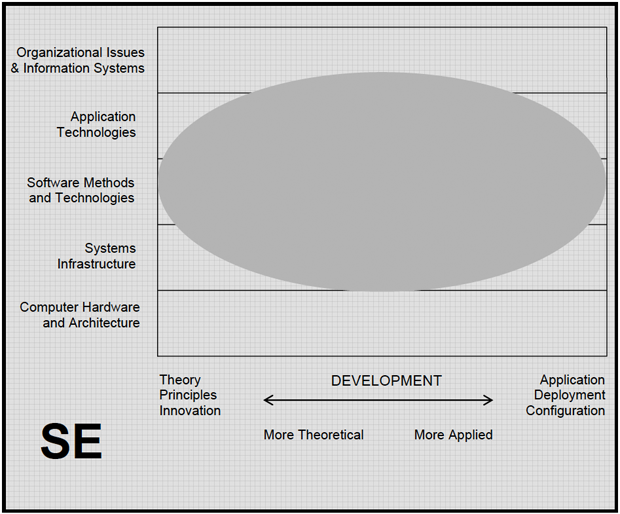 Organizational Issues
& Information Systems
Application
Technologies
Software Methods
and Technologies
Systems
Infrastructure
Computer Hardware
and Architecture
Theory
Principles
Innovation
DEVELOPMENT
More Theoretical
More Applied
Application
Deployment
Configuration
SE